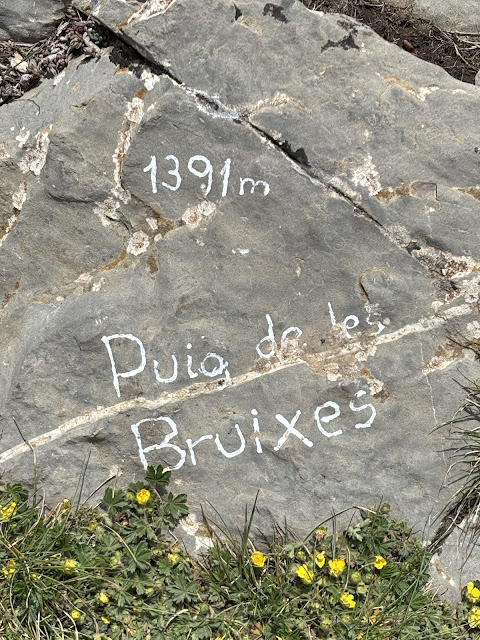 1391m
Puig de les
Bruixes